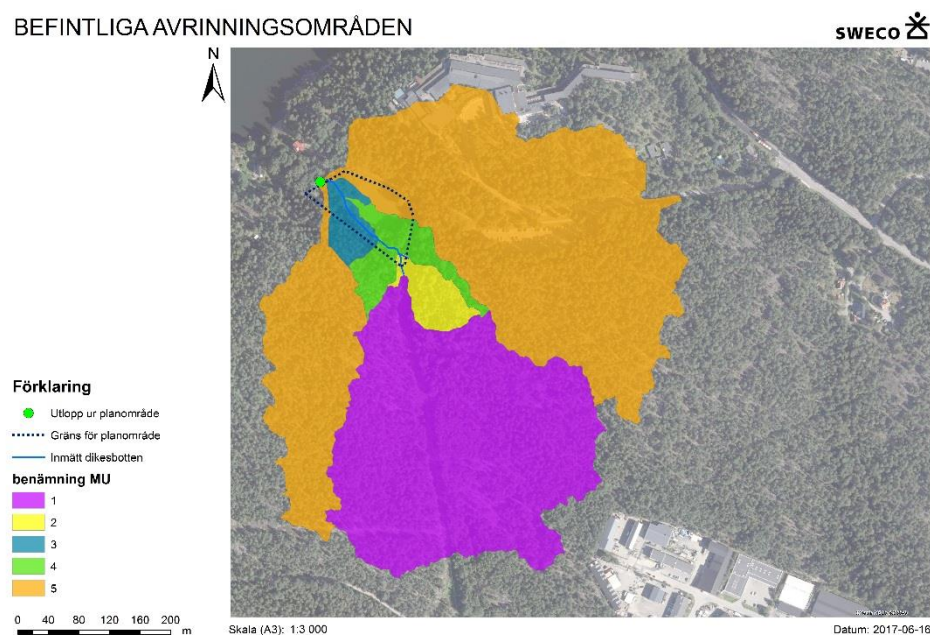 BEFINTLIGA AVRINNINGSOMRÅDEN
SWECO
N
Förklaring
Utlopp ur planområde
Gräns för planområde
Inmätt dikesbotten
benämning MU
1
2
3
4
5
0 40 80 120 160 200
m
Skala (A3): 1:3 000
Datum: 2017-06-16